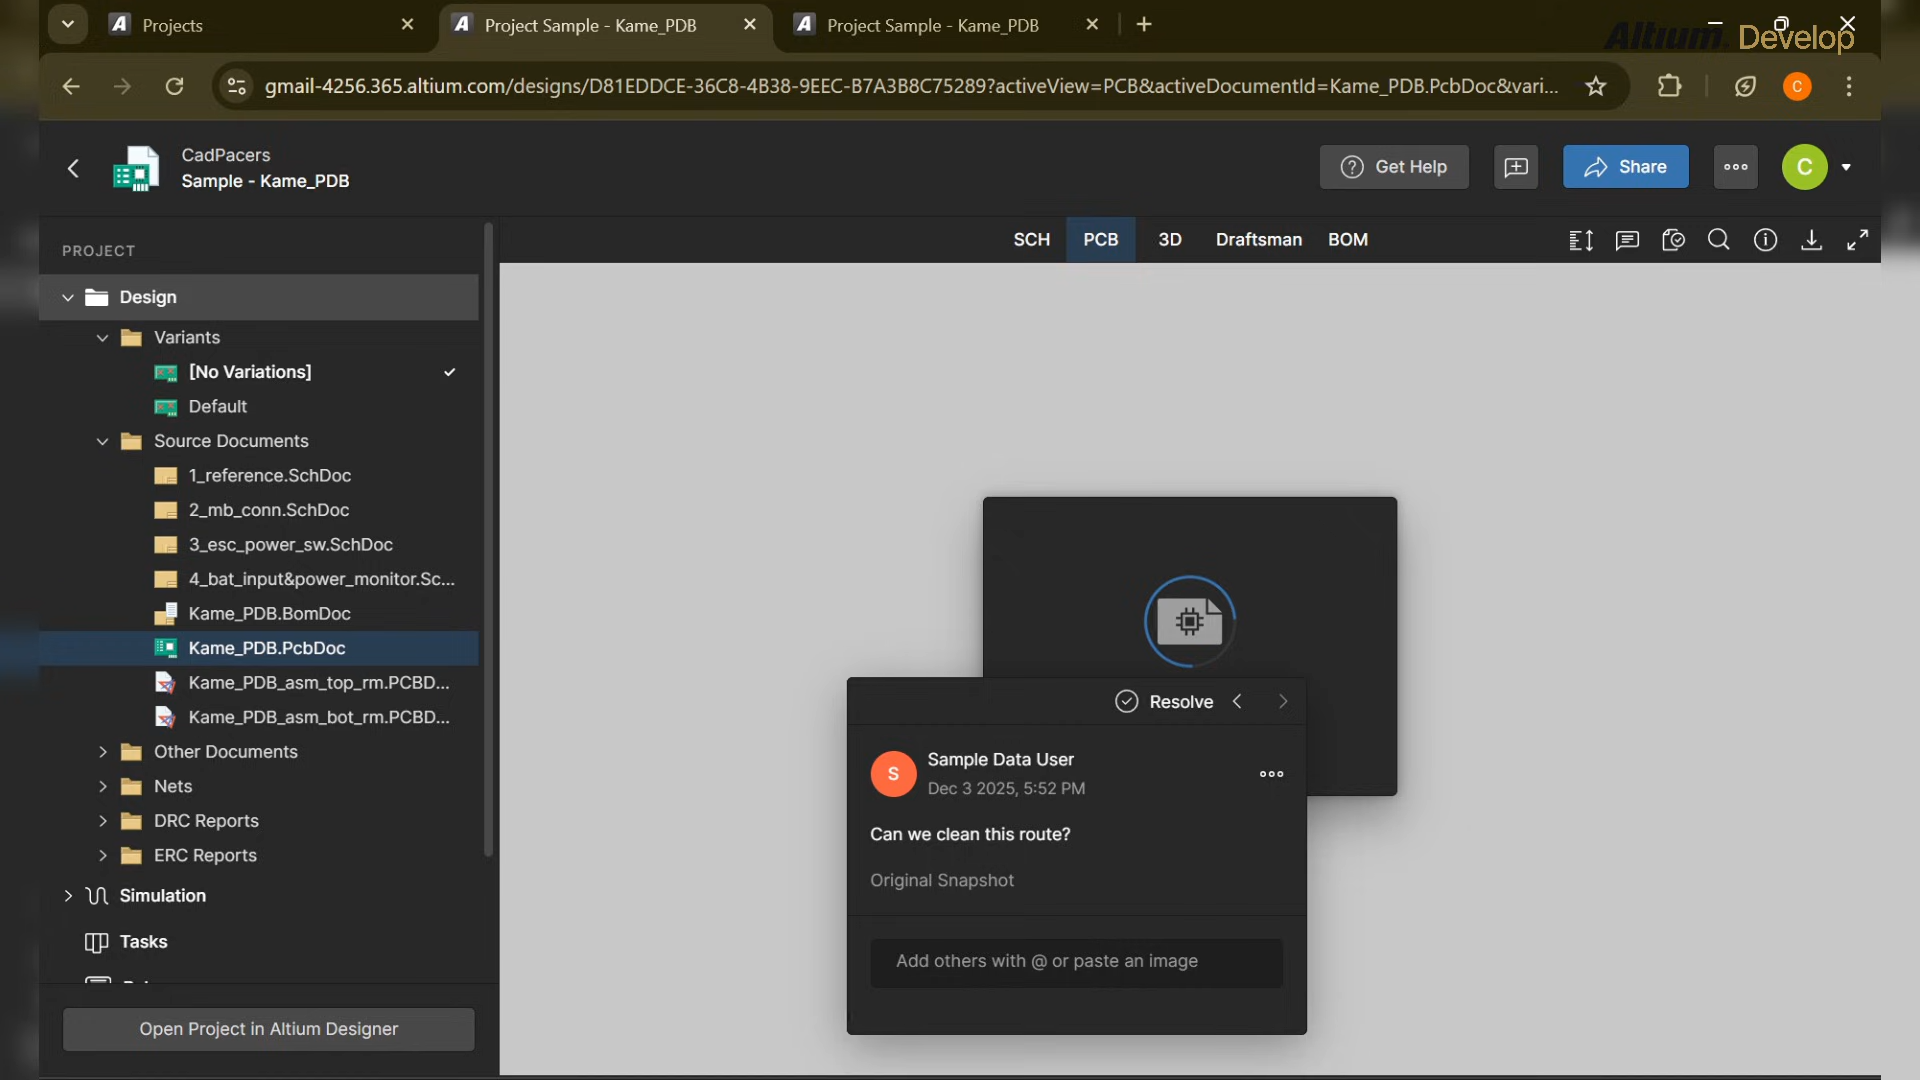 Projects
Project Sample - Kame_PDB
Project Sample - Kame_PDB
Altium. Develop
gmail-4256.365.altium.com/designs/D81EDDCE-36C8-4B38-9EEC-B7A3B8C75289?activeView=PCB&activeDocumentId=Kame_PDB.PcbDoc&vari...
C
CadPacers
Sample - Kame_PDB
Get Help
Share
C
PROJECT
SCH
PCB
3D
Draftsman
BOM
Design
Variants
[No Variations]
Default
Source Documents
1_reference.SchDoc
2_mb_conn.SchDoc
3_esc_power_sw.SchDoc
4_bat_input&power_monitor.Sc...
Kame_PDB.BomDoc
Kame_PDB.PcbDoc
Kame_PDB_asm_top_rm.PCBD...
Kame_PDB_asm_bot_rm.PCBD...
Other Documents
Nets
DRC Reports
ERC Reports
Simulation
Tasks
Open Project in Altium Designer
Resolve
S
Sample Data User
Dec 3 2025, 5:52 PM
Can we clean this route?
Original Snapshot
Add others with @ or paste an image